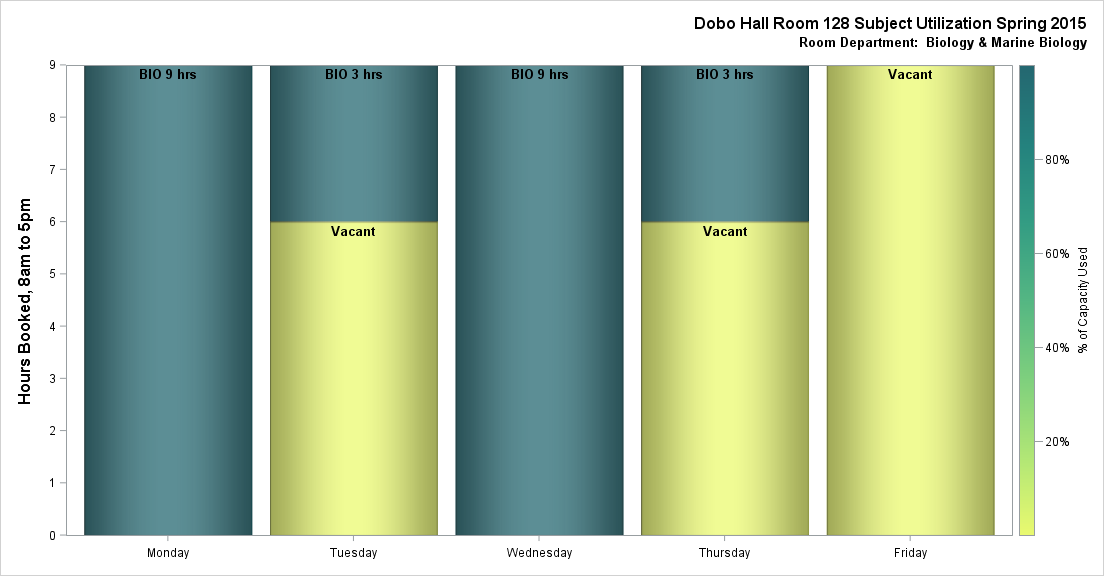 Dobo Hall Room 128 Subject Utilization Spring 2015
Room Department:  Biology & Marine Biology
Hours Booked, 8am to 5pm
9
8
7
6
5
4
3
2
1
0
BIO 9 hrs
BIO 3 hrs
BIO 9 hrs
BIO 3 hrs
Vacant
Vacant
Vacant
Monday
Tuesday
Wednesday
Thursday
Friday
80%
60%
40%
20%
% of Capacity Used